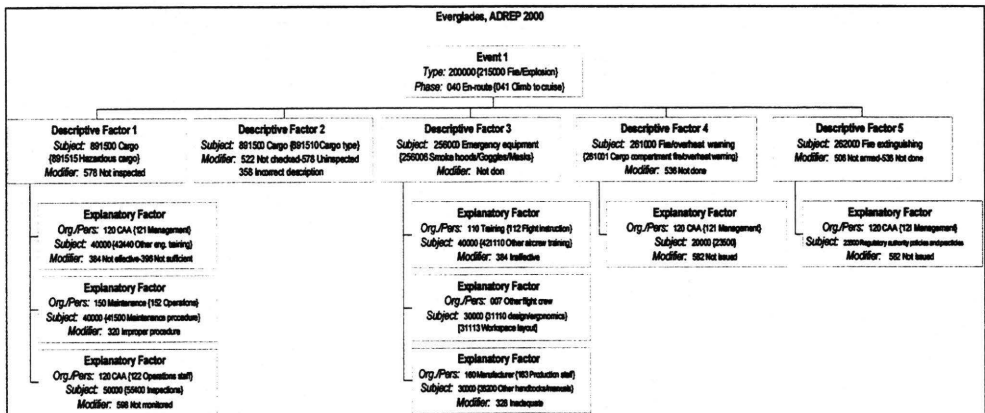 Everglades, ADREP 2000
Event 1
Type: 200000 {215000 Fire/Explosion}
Phase: 040 En-route {041 Climb to cruise}
Descriptive Factor 1
Subject: 891500 Cargo
{891515 Hazardous cargo}
Modifier: 578 Not inspected
Descriptive Factor 2
Subject: 891500 Cargo {891510 Cargo type}
Modifier: 522 Not checked-578 Uninspected
358 Incorrect description
Descriptive Factor 3
Subject: 256000 Emergency equipment
{256006 Smoke hoods/Goggles/Masks}
Modifier: Not don
Descriptive Factor 4
Subject: 261000 Fire/overheat warning
{261001 Cargo compartment fire/overheat warning}
Modifier: 536 Not done
Descriptive Factor 5
Subject: 262000 Fire extinguishing
Modifier: 506 Not armed-536 Not done
Explanatory Factor
Org./Pers: 120 CAA {121 Management}
Subject: 40000 {42440 Other eng. training}
Modifier: 384 Not effective-396 Not sufficient
Explanatory Factor
Org./Pers: 150 Maintenance {152 Operations}
Subject: 40000 {41500 Maintenance procedure}
Modifier: 320 Improper procedure
Explanatory Factor
Org./Pers: 120 CAA {122 Operations staff}
Subject: 50000 {55400 Inspections}
Modifier: 598 Not monitored
Explanatory Factor
Org./Pers: 110 Training {112 Flight instruction}
Subject: 40000 {421110 Other aircrew training}
Modifier: 384 Ineffective
Explanatory Factor
Org./Pers: 007 Other flight crew
Subject: 30000 {31110 design/ergonomics}
{31113 Workspace layout}
Explanatory Factor
Org./Pers: 160 Manufacturer {163 Production staff}
Subject: 30000 {36200 Other handbooks/manuals}
Modifier: 328 Inadequate
Explanatory Factor
Org./Pers: 120 CAA {121 Management}
Subject: 20000 {23500}
Modifier: 582 Not issued
Explanatory Factor
Org./Pers: 120 CAA {121 Management}
Subject: 23500 Regulatory authority policies and practices
Modifier: 582 Not issued